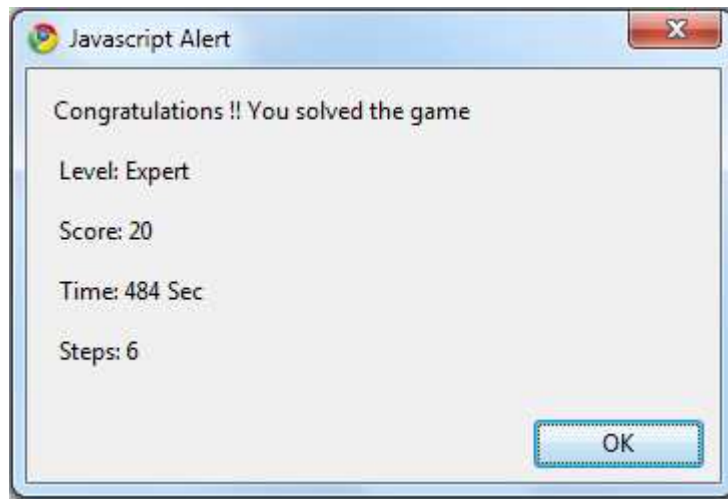 Javascript Alert
Congratulations !! You solved the game
Level: Expert
Score: 20
Time: 484 Sec
Steps: 6
OK